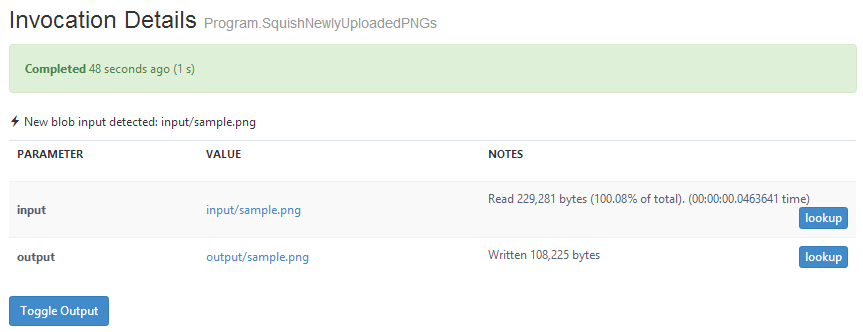 Invocation Details Program.SquishNewlyUploadedPNGs
Completed 48 seconds ago (1 s)
New blob input detected: input/sample.png
PARAMETER VALUE NOTES
input input/sample.png Read 229,281 bytes (100.08% of total). (00:00:00.0463641 time)
lookup
output output/sample.png Written 108,225 bytes lookup
Toggle Output